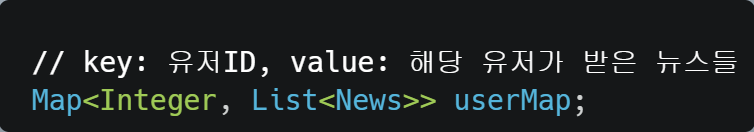 // key: 유저ID, value: 해당 유저가 받은 뉴스들
Map<Integer, List<News>> userMap;